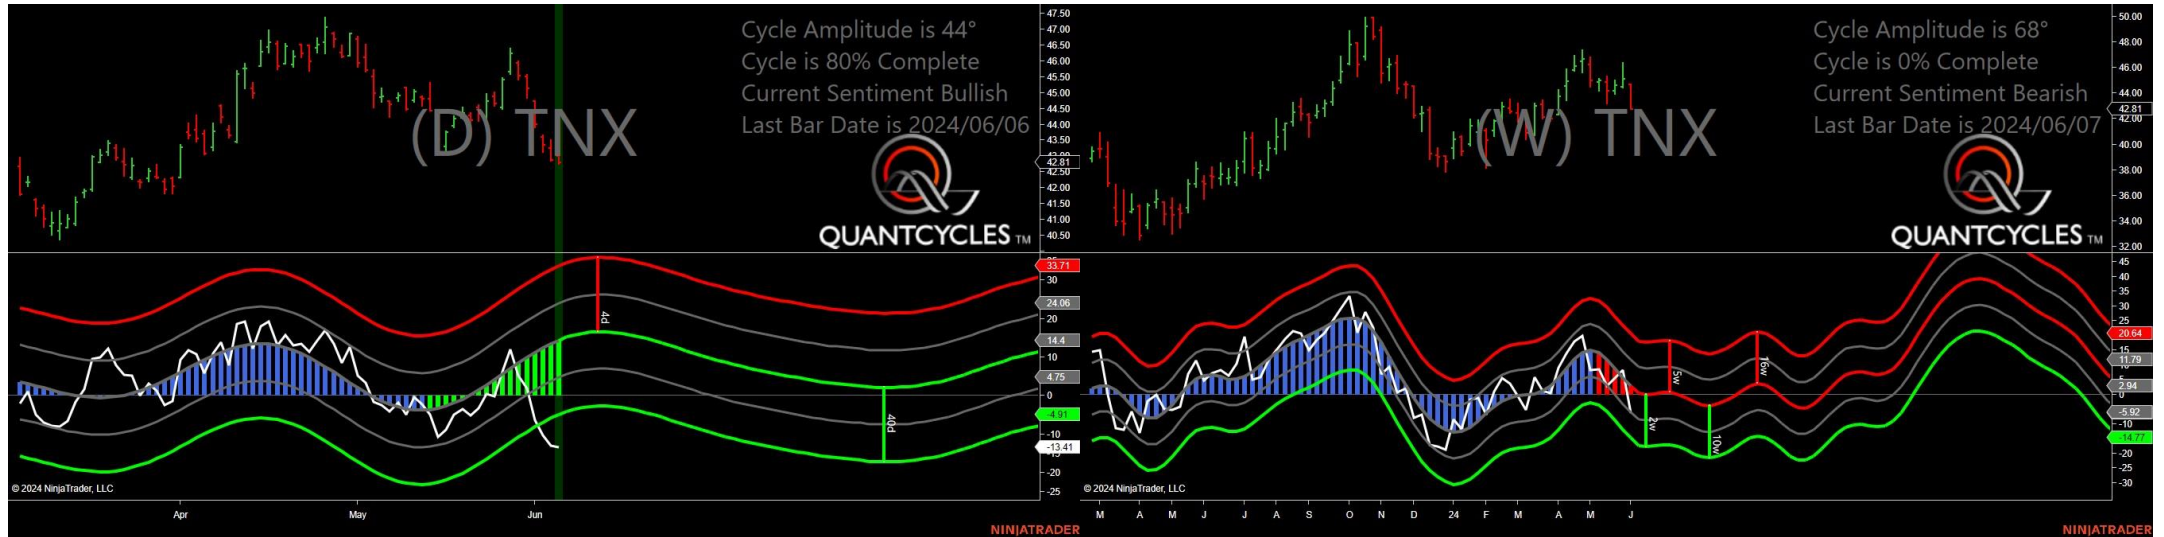 Cycle Amplitude is 44°
Cycle is 80% Complete
Current Sentiment Bullish
Last Bar Date is 2024/06/06
(D) TNX
QUANTCYCLES TM
47.50
47.00
46.50
46.00
45.50
45.00
44.50
44.00
43.50
42.81
42.50
42.00
41.50
41.00
40.50
33.71
30
24.06
20
14.4
10
4.75
0
-4.91
-10
-13.41
-20
-25
4d
40d
© 2024 NinjaTrader, LLC
Apr
May
Jun
NINJATRADER
Cycle Amplitude is 68°
Cycle is 0% Complete
Current Sentiment Bearish
Last Bar Date is 2024/06/07
(W) TNX
QUANTCYCLES TM
50.00
48.00
46.00
44.00
42.81
42.00
40.00
38.00
36.00
34.00
32.00
45
40
35
30
25
20.64
15
11.79
2.94
0
-5.92
-10
-14.77
-20
-25
-30
5w
16w
2w
10w
© 2024 NinjaTrader, LLC
M A M J J A S O N D 24 F M A M J
NINJATRADER